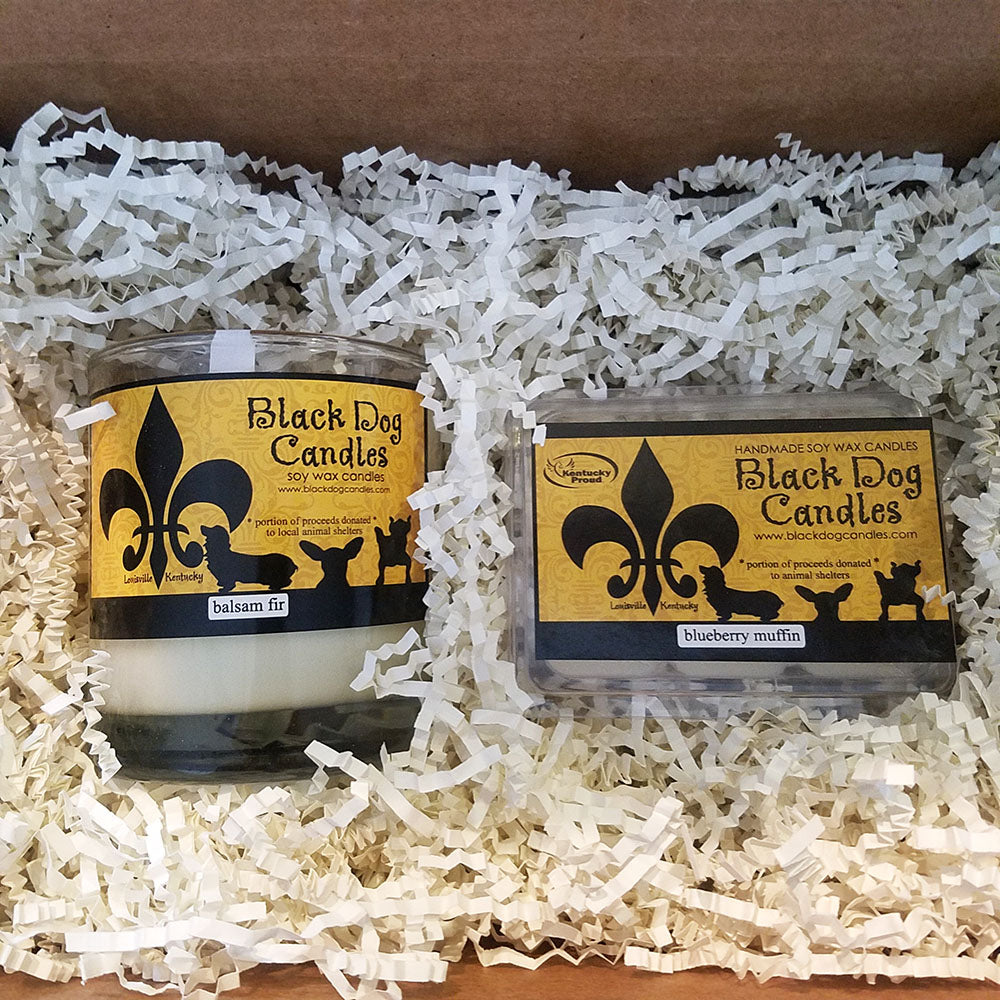 Black Dog
Candles
soy wax candles
www.blackdogcandles.com
* portion of proceeds donated *
to local animal shelters
Louisville Kentucky
balsam fir
Kentucky
Proud
HANDMADE SOY WAX CANDLES
Black Dog
Candles
www.blackdogcandles.com
* portion of proceeds donated *
to animal shelters
Louisville Kentucky
blueberry muffin